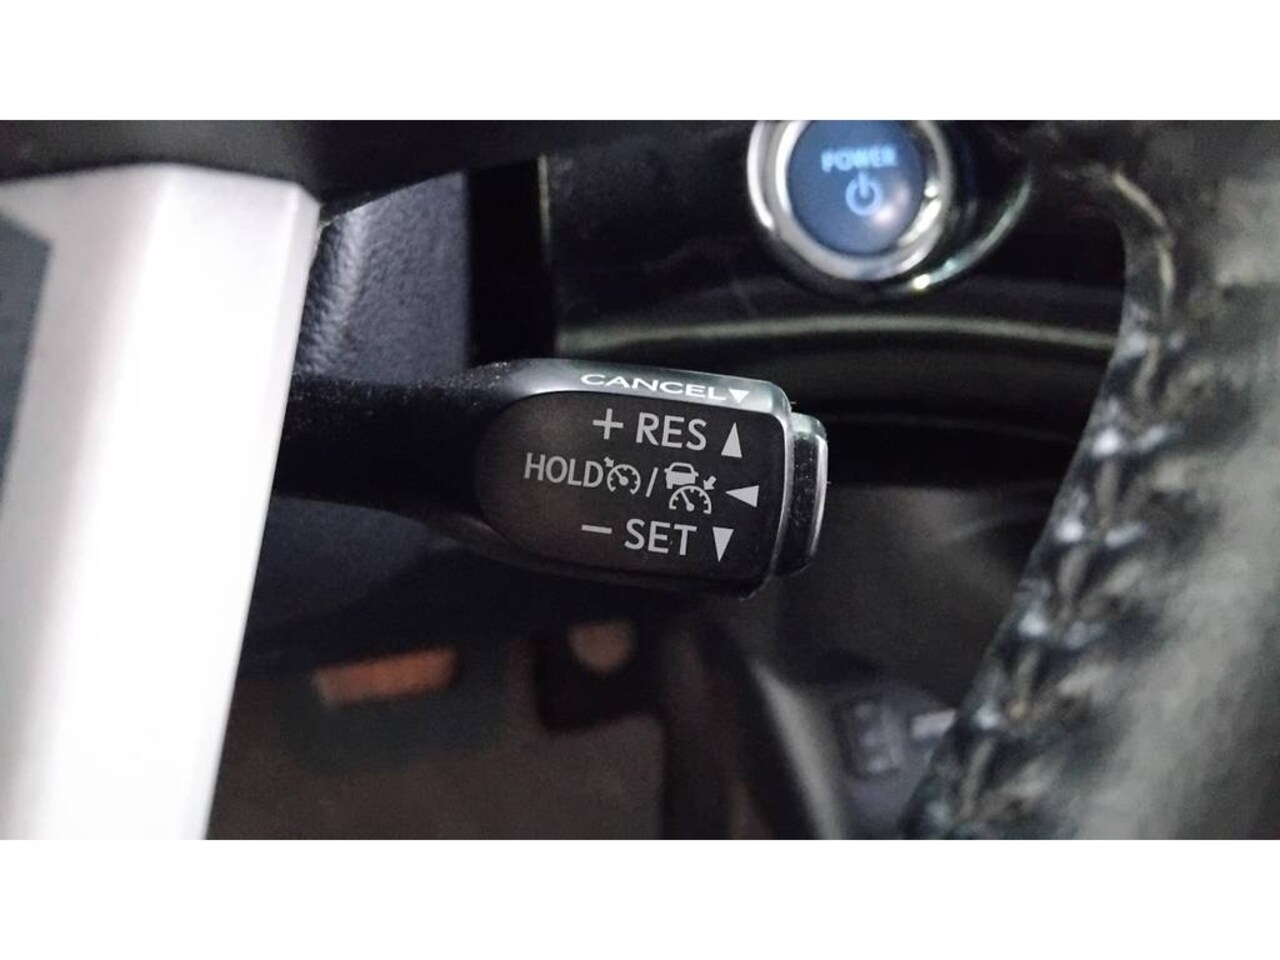 POWER
CANCEL▼
+ RES ▲
HOLD / ◀
− SET ▼